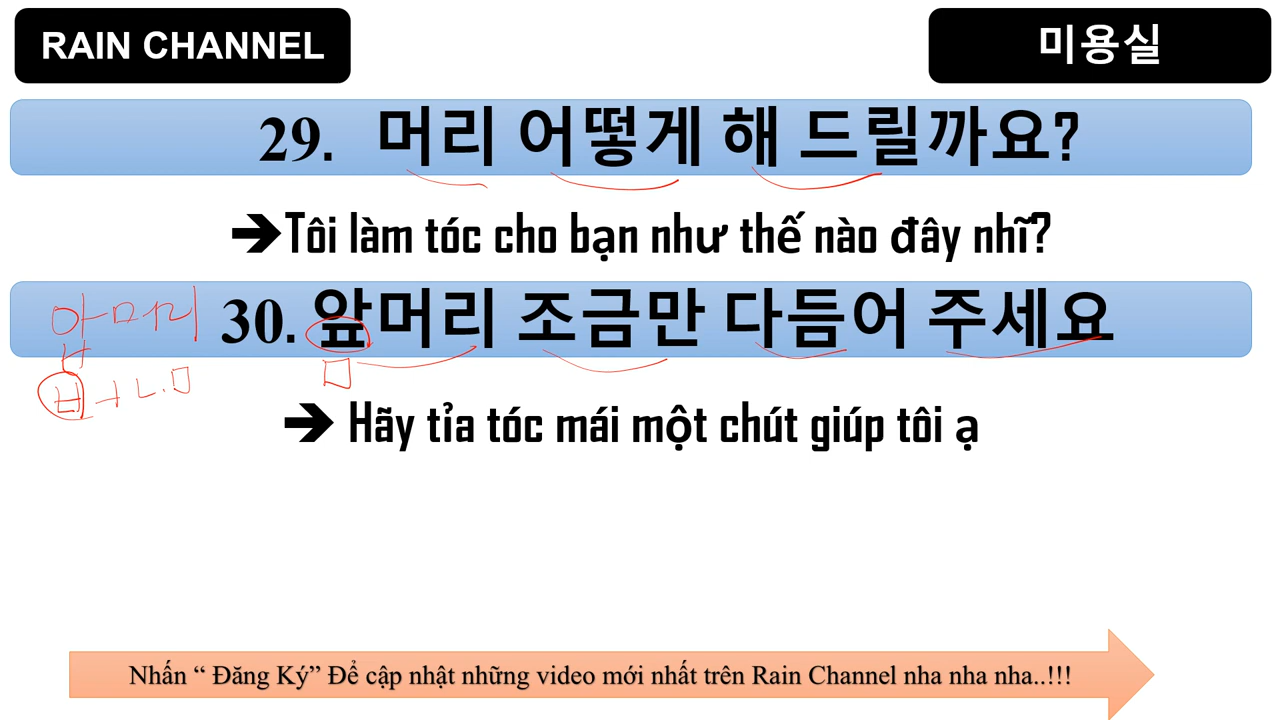 RAIN CHANNEL
미용실
29. 머리 어떻게 해 드릴까요?
➔Tôi làm tóc cho bạn như thế nào đây nhĩ?
30. 앞머리 조금만 다듬어 주세요
➔ Hãy tỉa tóc mái một chút giúp tôi ạ
압머리
ㅁ
ㅂ + ㄴ.ㅁ
Nhấn “ Đăng Ký” Để cập nhật những video mới nhất trên Rain Channel nha nha nha..!!!